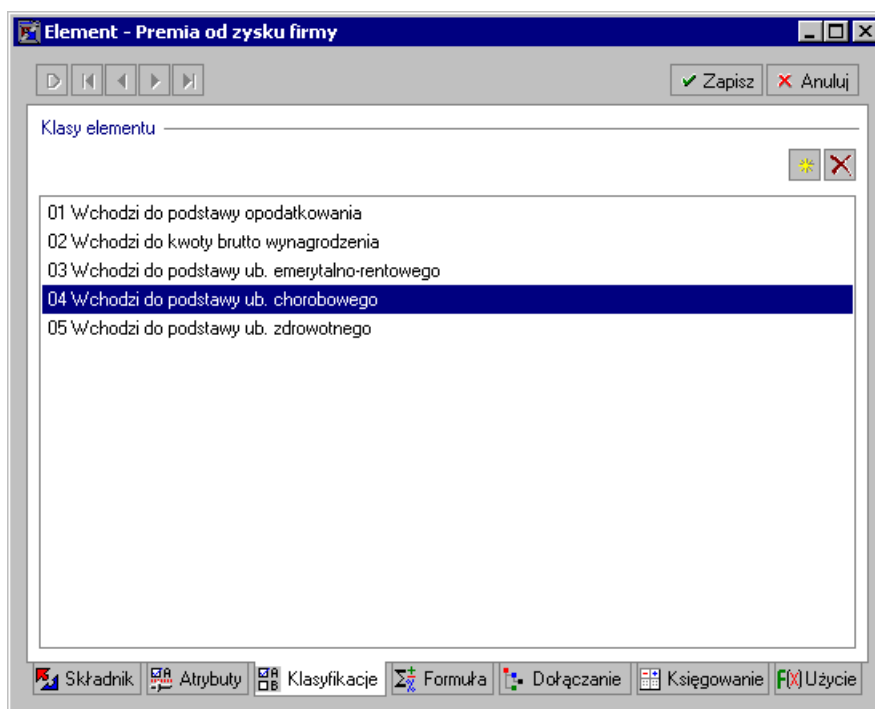 Element - Premia od zysku firmy
Zapisz Anuluj
Klasy elementu
01 Wchodzi do podstawy opodatkowania
02 Wchodzi do kwoty brutto wynagrodzenia
03 Wchodzi do podstawy ub. emerytalno-rentowego
04 Wchodzi do podstawy ub. chorobowego
05 Wchodzi do podstawy ub. zdrowotnego
Składnik Atrybuty Klasyfikacje Formuła Dołączanie Księgowanie F(X) Użycie